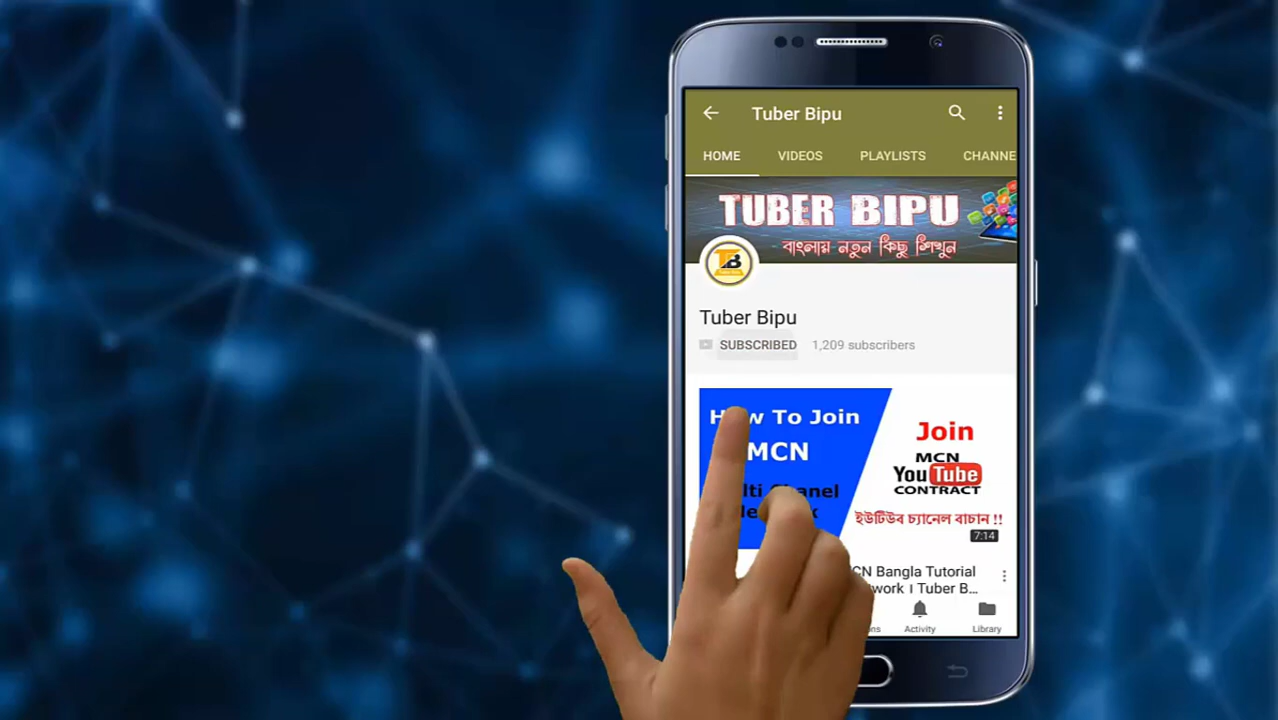 Tuber Bipu
HOME VIDEOS PLAYLISTS CHANNE
TUBER BIPU
বাংলায় নতুন কিছু শিখুন
TB
Tuber Bipu
SUBSCRIBED 1,209 subscribers
To Join
MCN
Join
MCN
YouTube
CONTRACT
ইউটিউব চ্যানেল বাচান !!
7:14
CN Bangla Tutorial
work । Tuber B...
Activity
Library